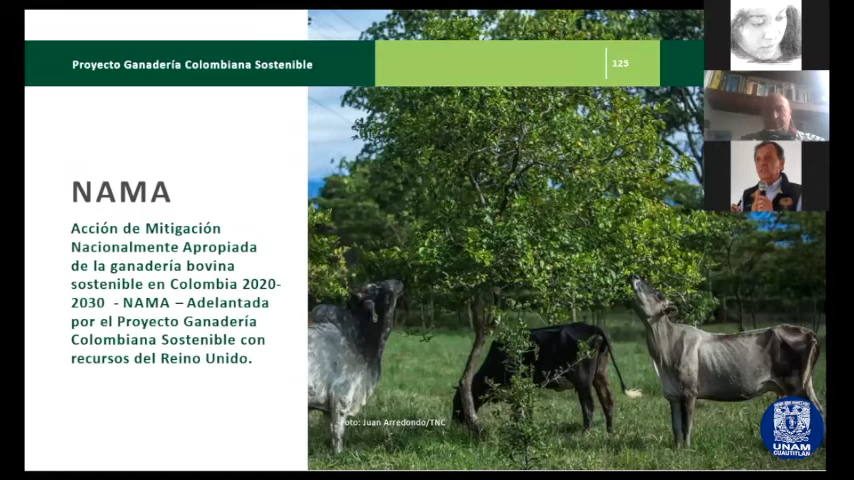 Proyecto Ganadería Colombiana Sostenible
125
NAMA
Acción de Mitigación
Nacionalmente Apropiada
de la ganadería bovina
sostenible en Colombia 2020-
2030 - NAMA – Adelantada
por el Proyecto Ganadería
Colombiana Sostenible con
recursos del Reino Unido.
Foto: Juan Arredondo/TNC
UNAM
CUAUTITLÁN